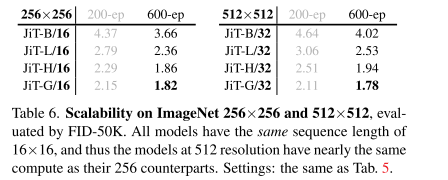 256×256 200-ep 600-ep 512×512 200-ep 600-ep
JiT-B/16 4.37 3.66 JiT-B/32 4.64 4.02
JiT-L/16 2.79 2.36 JiT-L/32 3.06 2.53
JiT-H/16 2.29 1.86 JiT-H/32 2.51 1.94
JiT-G/16 2.15 1.82 JiT-G/32 2.11 1.78
Table 6. Scalability on ImageNet 256×256 and 512×512, eval-
uated by FID-50K. All models have the same sequence length of
16×16, and thus the models at 512 resolution have nearly the same
compute as their 256 counterparts. Settings: the same as Tab. 5.